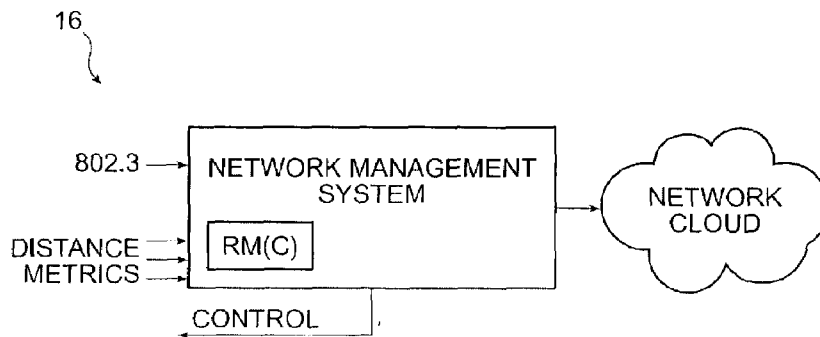 16
802.3
NETWORK MANAGEMENT
SYSTEM
RM(C)
DISTANCE
METRICS
CONTROL
NETWORK
CLOUD